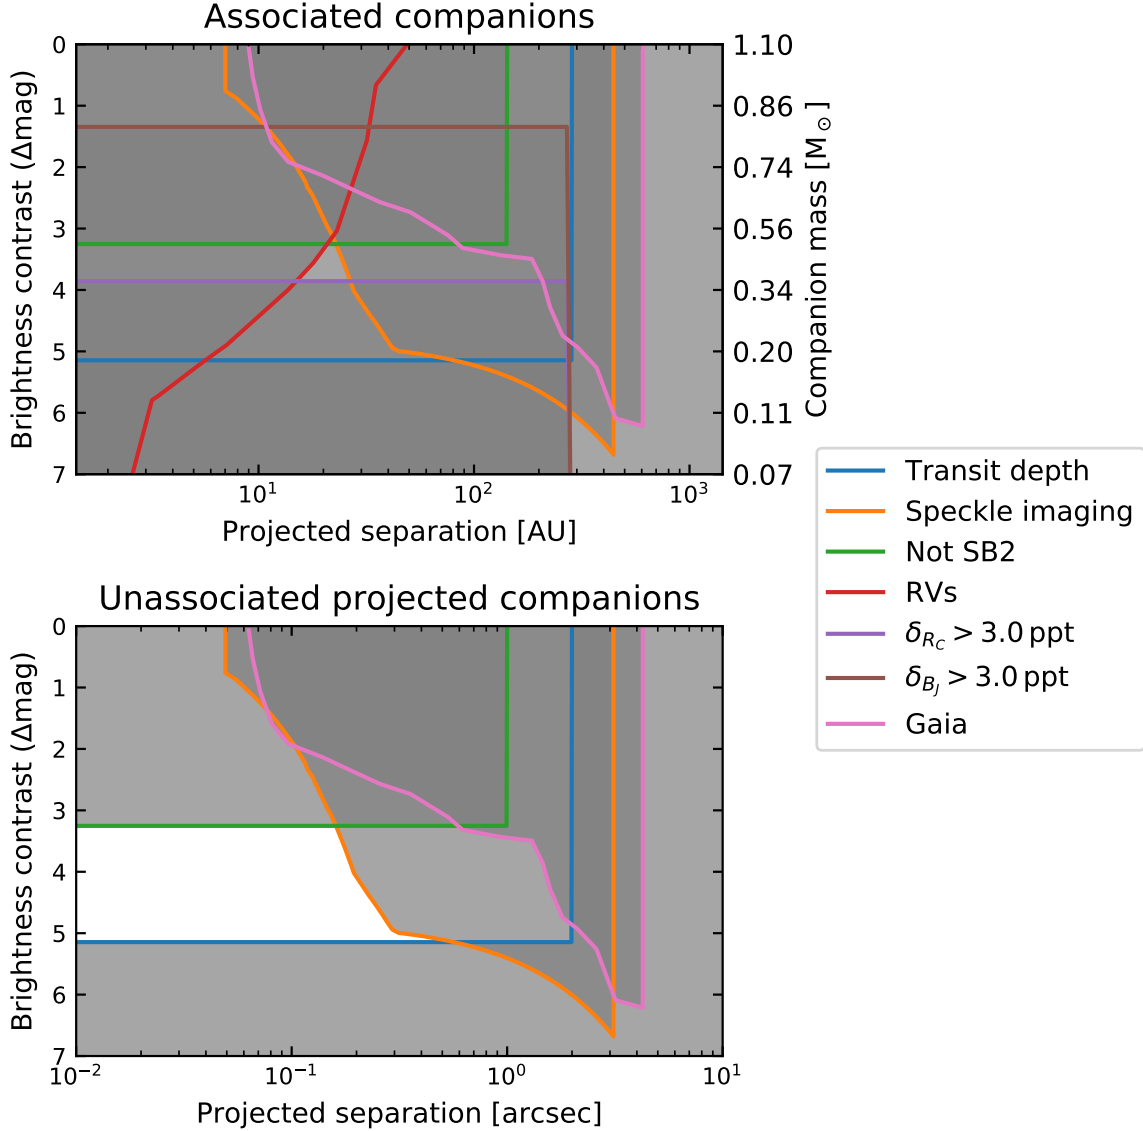 Associated companions
Brightness contrast (Δmag)
0
1
2
3
4
5
6
7
1.10
0.86
0.74
0.56
0.34
0.20
0.11
0.07
Companion mass [M☉]
10¹
10²
10³
Projected separation [AU]
Transit depth
Speckle imaging
Not SB2
RVs
δ_{R_C} > 3.0 ppt
δ_{B_J} > 3.0 ppt
Gaia
Unassociated projected companions
Brightness contrast (Δmag)
0
1
2
3
4
5
6
7
10⁻²
10⁻¹
10⁰
10¹
Projected separation [arcsec]